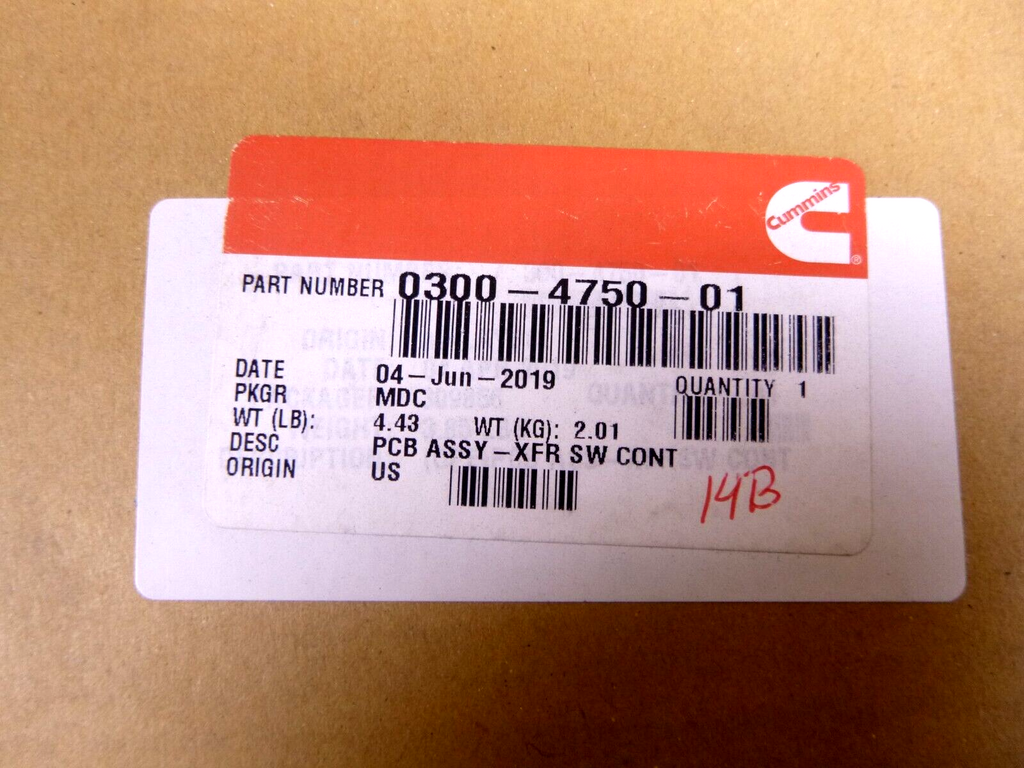 Cummins
®
PART NUMBER 0300-4750-01
DATE 04-Jun-2019 QUANTITY 1
PKGR MDC
WT (LB): 4.43 WT (KG): 2.01
DESC PCB ASSY-XFR SW CONT
ORIGIN US
14B